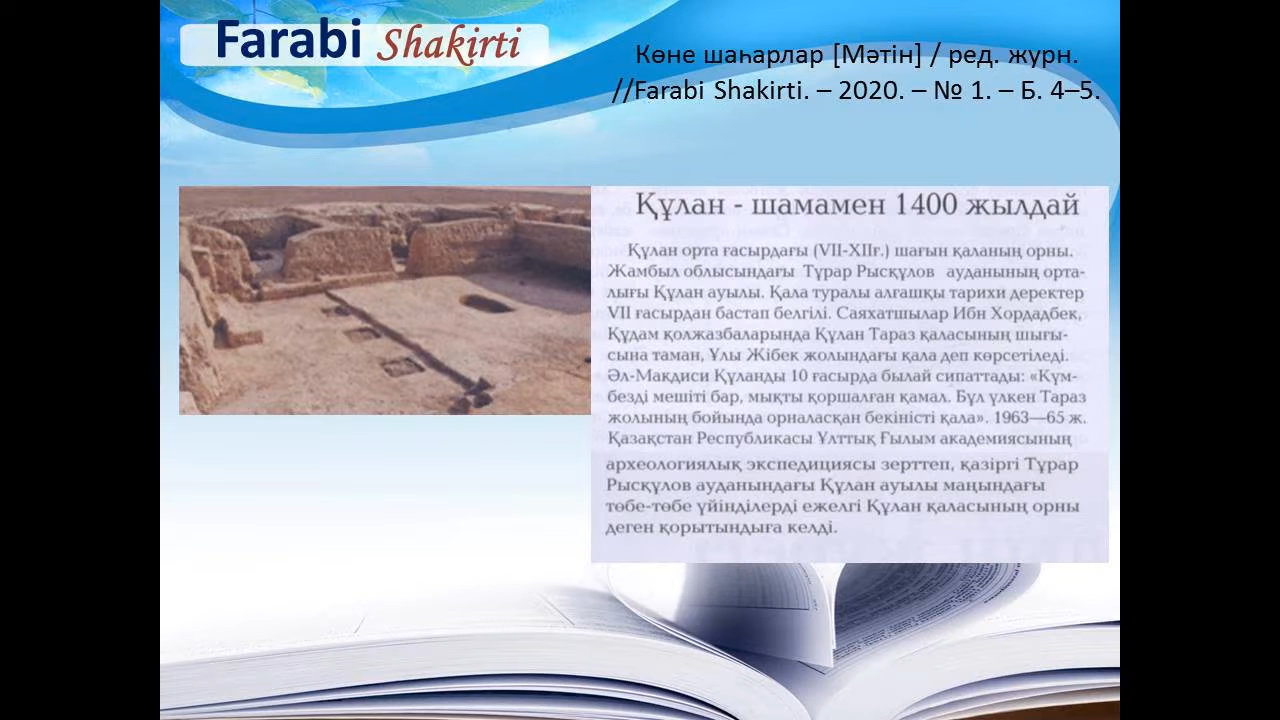 Farabi Shakirti
Көне шаһарлар [Мәтін] / ред. журн.
//Farabi Shakirti. – 2020. – № 1. – Б. 4–5.
Құлан - шамамен 1400 жылдай
Құлан орта ғасырдағы (VII-XIIғ.) шағын қаланың орны.
Жамбыл облысындағы Тұрар Рысқұлов ауданының орта-
лығы Құлан ауылы. Қала туралы алғашқы тарихи деректер
VII ғасырдан бастап белгілі. Саяхатшылар Ибн Хордадбек,
Құдам қолжазбаларында Құлан Тараз қаласының шығы-
сына таман, Ұлы Жібек жолындағы қала деп көрсетіледі.
Әл-Макдиси Құланды 10 ғасырда былай сипаттады: «Күм-
безді мешіті бар, мықты қоршалған қамал. Бұл үлкен Тараз
жолының бойында орналасқан бекіністі қала». 1963—65 ж.
Қазақстан Республикасы Ұлттық Ғылым академиясының
археологиялық экспедициясы зерттеп, қазіргі Тұрар
Рысқұлов ауданындағы Құлан ауылы маңындағы
төбе-төбе үйінділерді ежелгі Құлан қаласының орны
деген қорытындыға келді.